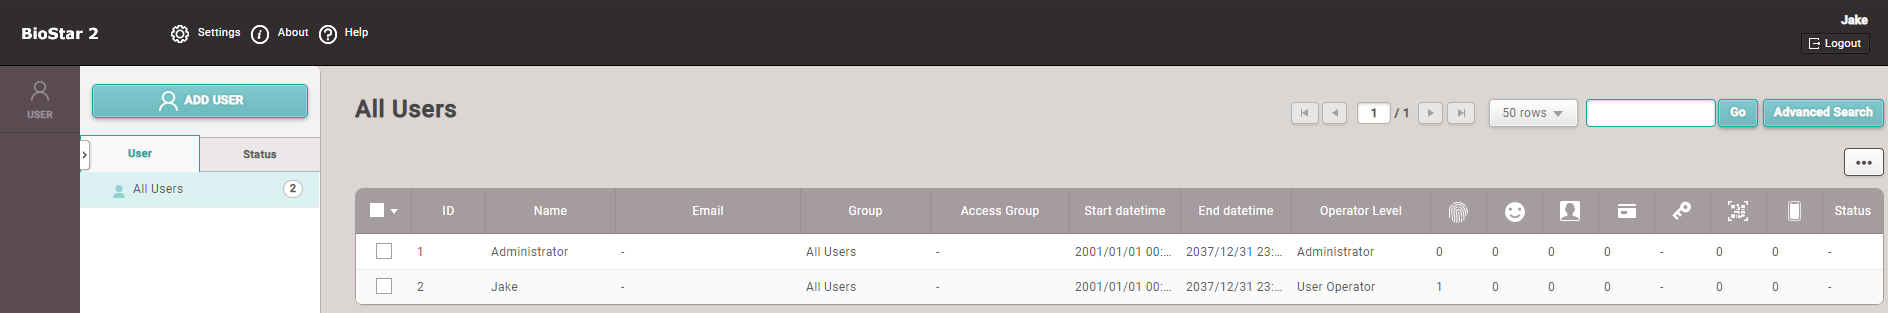 BioStar 2 Settings About Help Jake
Logout
USER
ADD USER
User Status
All Users 2
All Users
1 / 1 50 rows Go Advanced Search
•••
ID Name Email Group Access Group Start datetime End datetime Operator Level Status
1 Administrator - All Users - 2001/01/01 00:... 2037/12/31 23:... Administrator 0 0 0 0 - 0 0 -
2 Jake - All Users - 2001/01/01 00:... 2037/12/31 23:... User Operator 1 0 0 0 - 0 0 -